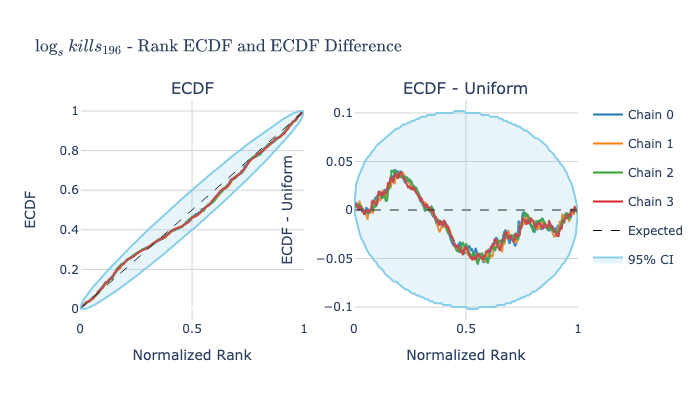 log_s kills_196 - Rank ECDF and ECDF Difference
ECDF
ECDF - Uniform
1
0.8
0.6
0.4
0.2
0
ECDF
0
0.5
1
Normalized Rank
0.1
0.05
0
−0.05
−0.1
ECDF - Uniform
0
0.5
1
Normalized Rank
Chain 0
Chain 1
Chain 2
Chain 3
Expected
95% CI